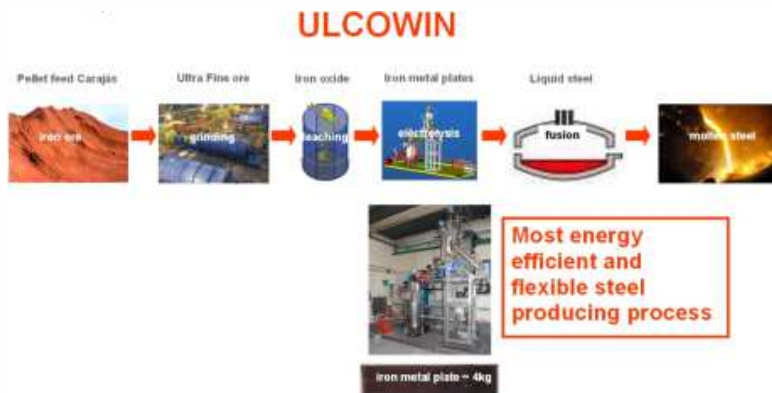 ULCOWIN
Pellet feed Carajás
Ultra Fine ore
Iron oxide
Iron metal plates
Liquid steel
iron ore
grinding
leaching
electrolysis
fusion
molten steel
Most energy
efficient and
flexible steel
producing process
iron metal plate ~ 4kg